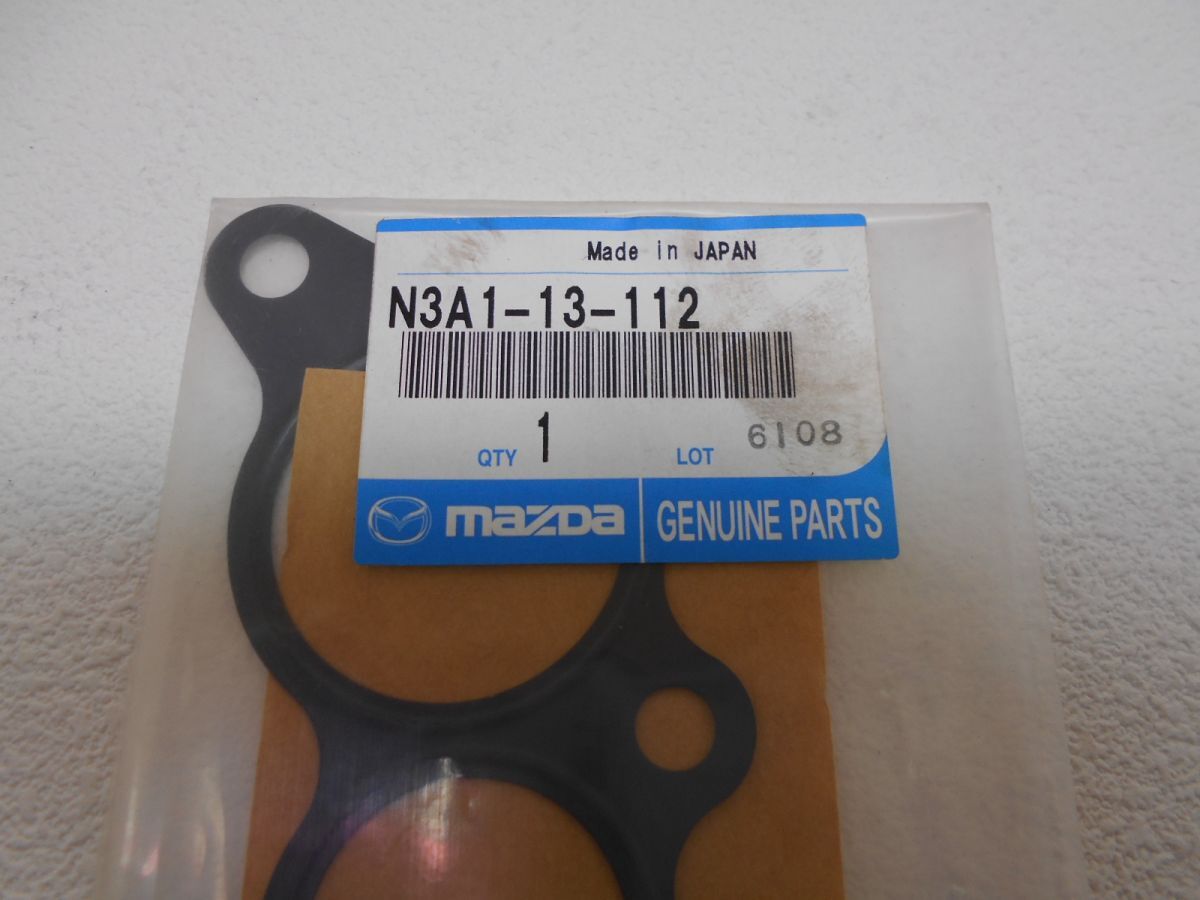 Made in JAPAN
N3A1-13-112
QTY 1 LOT 6108
mazda GENUINE PARTS